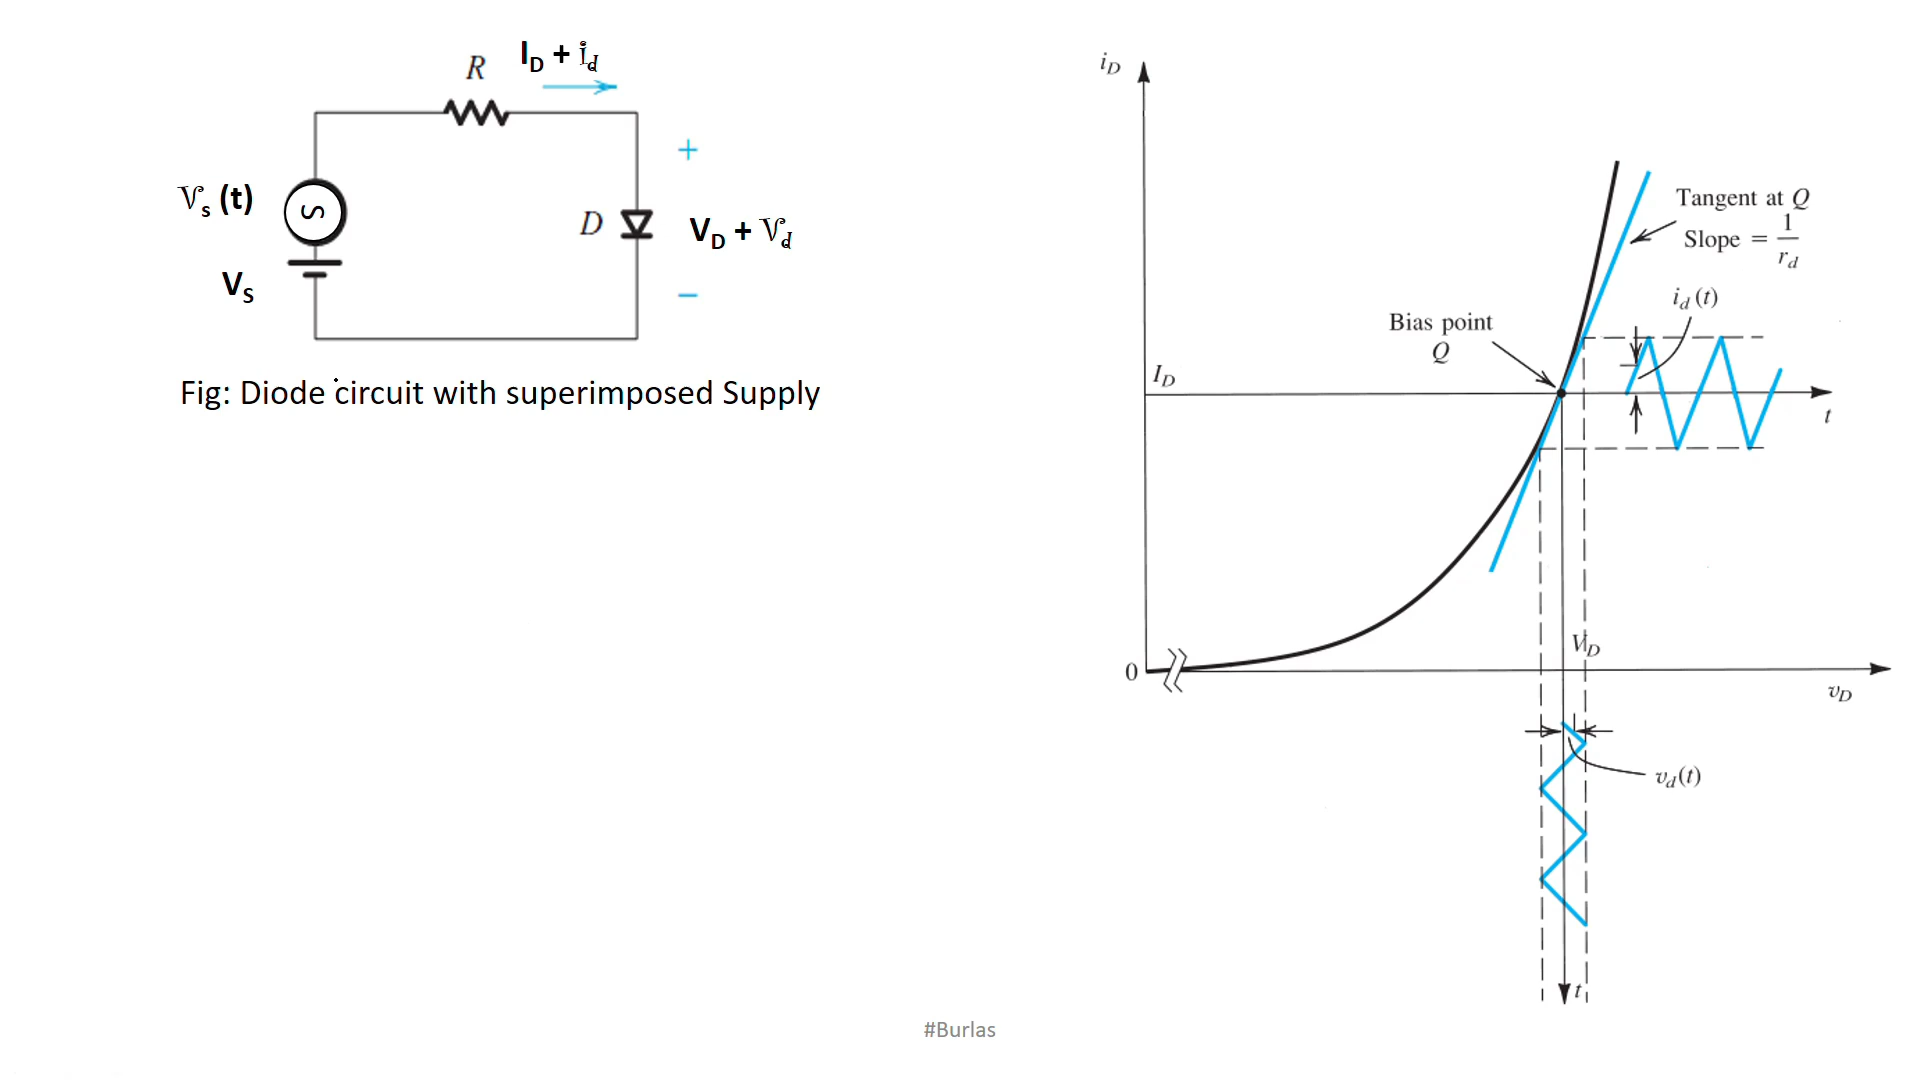 R
I_D + i_d
+
V_s (t)
D
V_D + V_d
V_S
−
Fig: Diode circuit with superimposed Supply
i_D
Tangent at Q
Slope = 1/r_d
i_d (t)
Bias point
Q
I_D
t
V_D
0
v_D
v_d(t)
t
#Burlas